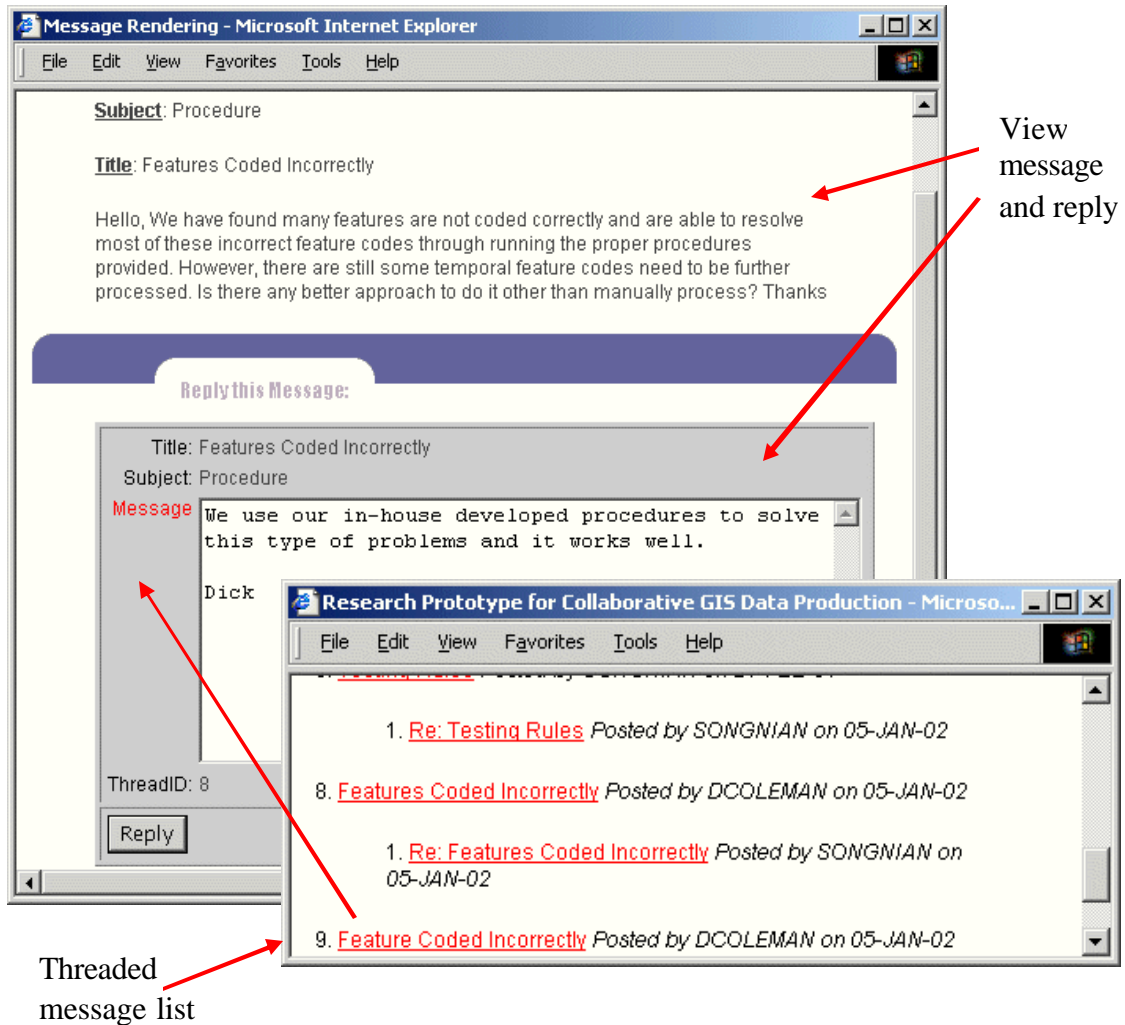 Message Rendering - Microsoft Internet Explorer
File Edit View Favorites Tools Help
Subject: Procedure
Title: Features Coded Incorrectly
Hello, We have found many features are not coded correctly and are able to resolve
most of these incorrect feature codes through running the proper procedures
provided. However, there are still some temporal feature codes need to be further
processed. Is there any better approach to do it other than manually process? Thanks
View
message
and reply
Reply this Message:
Title: Features Coded Incorrectly
Subject: Procedure
Message
We use our in-house developed procedures to solve
this type of problems and it works well.
Dick
ThreadID: 8
Reply
Research Prototype for Collaborative GIS Data Production - Microso...
File Edit View Favorites Tools Help
1. Re: Testing Rules Posted by SONGNIAN on 05-JAN-02
8. Features Coded Incorrectly Posted by DCOLEMAN on 05-JAN-02
1. Re: Features Coded Incorrectly Posted by SONGNIAN on
05-JAN-02
9. Feature Coded Incorrectly Posted by DCOLEMAN on 05-JAN-02
Threaded
message list